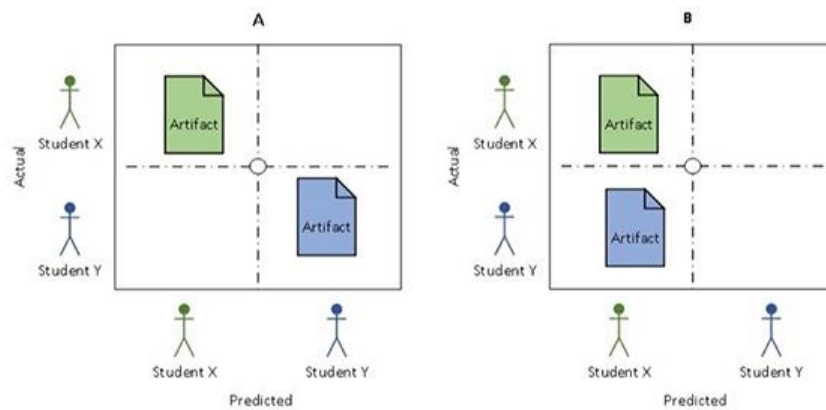 A
Actual
Student X
Artifact
Student Y
Artifact
Student X
Student Y
Predicted
B
Actual
Student X
Artifact
Student Y
Artifact
Student X
Student Y
Predicted